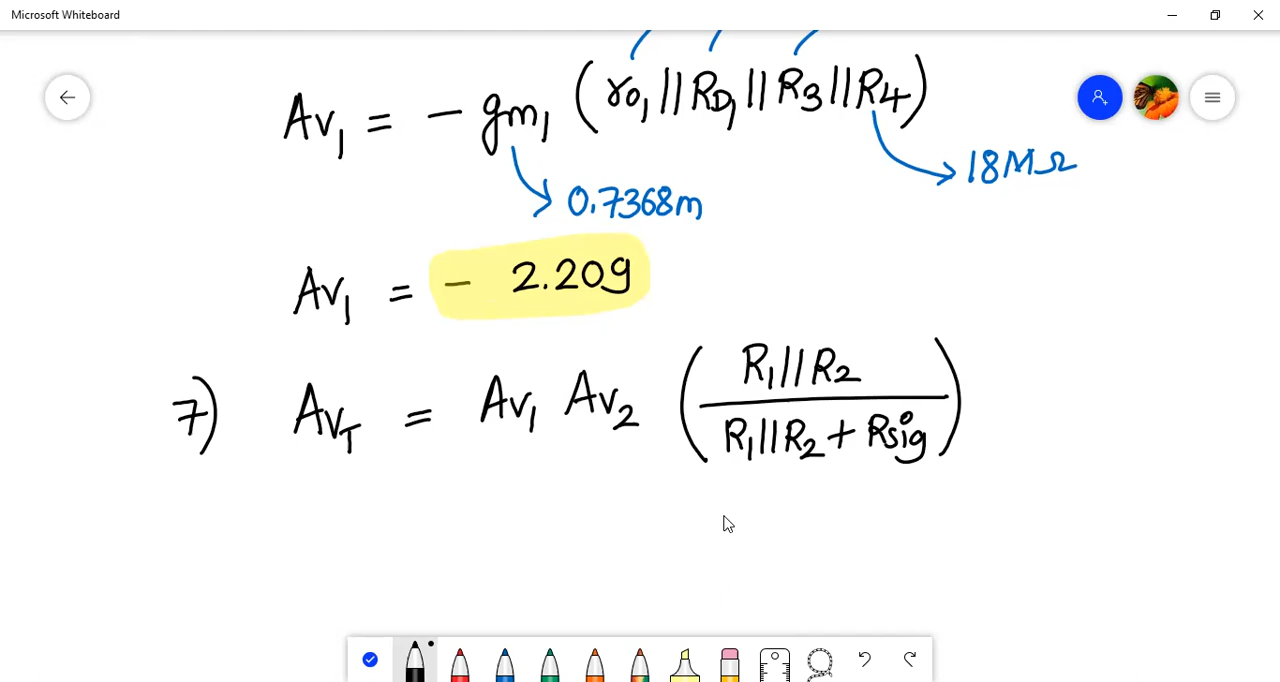 Microsoft Whiteboard
Av1 = - gm1 (ro1 || RD1 || R3 || R4)
18MΩ
0.7368m
Av1 = - 2.209
7) AvT = Av1 Av2 (R1||R2 / R1||R2 + Rsig)